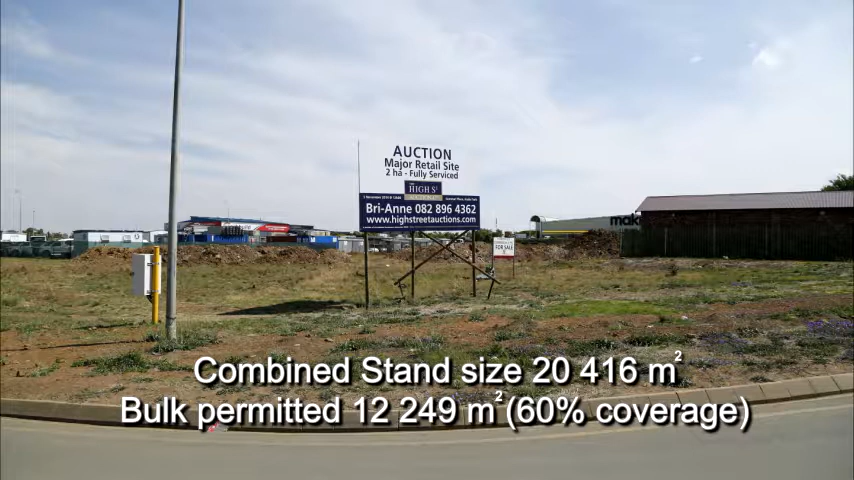 AUCTION
Major Retail Site
2 ha - Fully Serviced
HIGH ST
Bri-Anne 082 896 4362
www.highstreetauctions.com
FOR SALE
mak
Combined Stand size 20 416 m²
Bulk permitted 12 249 m² (60% coverage)